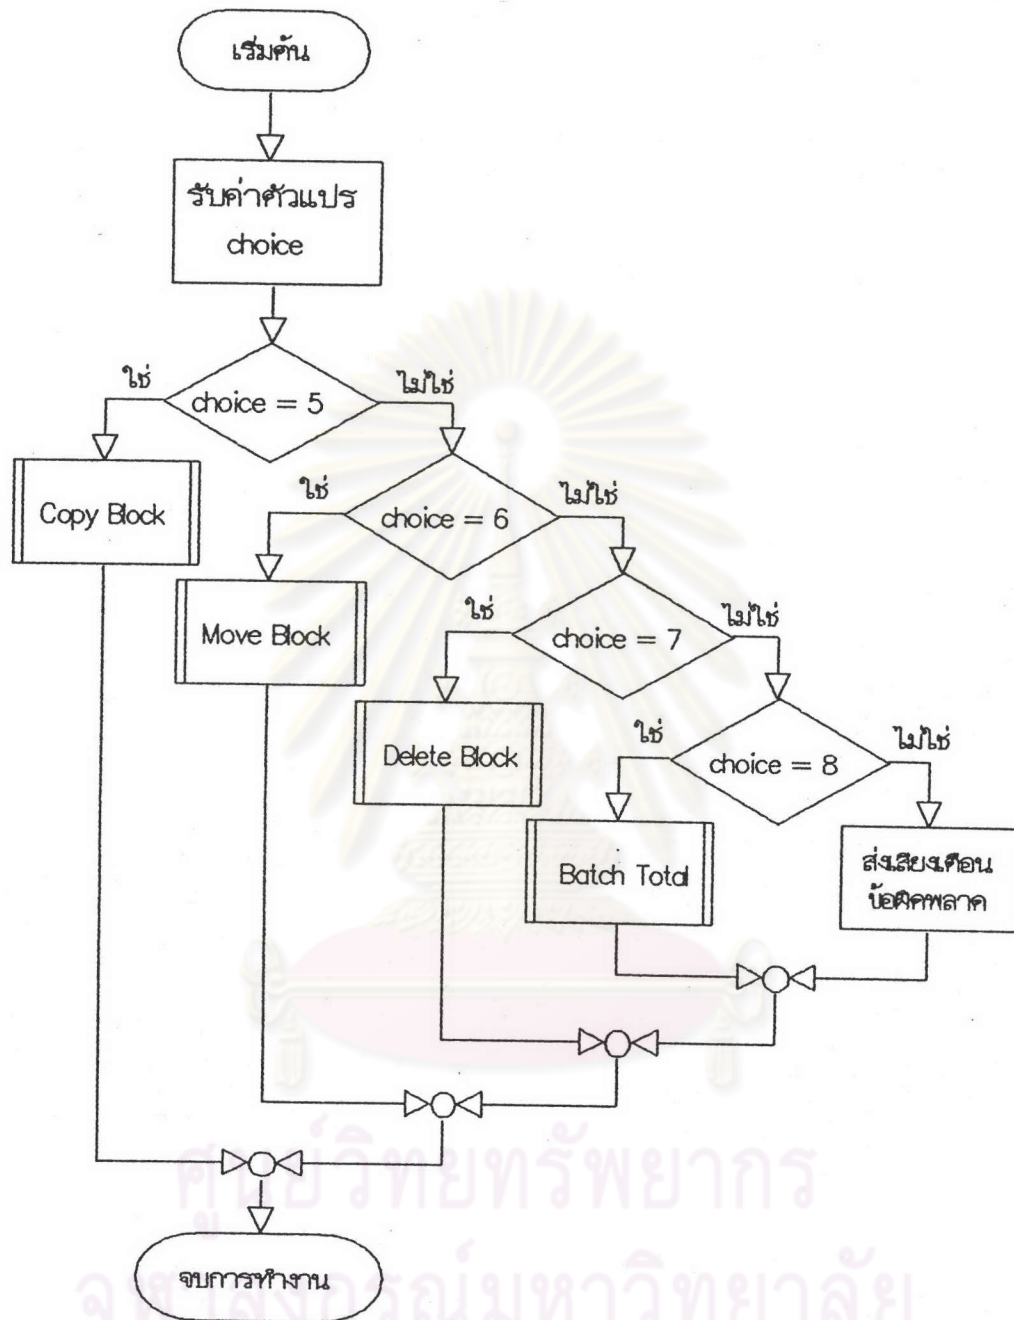 เริ่มต้น
รับค่าตัวแปร
choice
ใช่
choice = 5
ไม่ใช่
Copy Block
ใช่
choice = 6
ไม่ใช่
Move Block
ใช่
choice = 7
ไม่ใช่
Delete Block
ใช่
choice = 8
ไม่ใช่
Batch Total
ส่งเสียงเตือน
ข้อผิดพลาด
จบการทำงาน
ศูนย์วิทยทรัพยากร
จุฬาลงกรณ์มหาวิทยาลัย